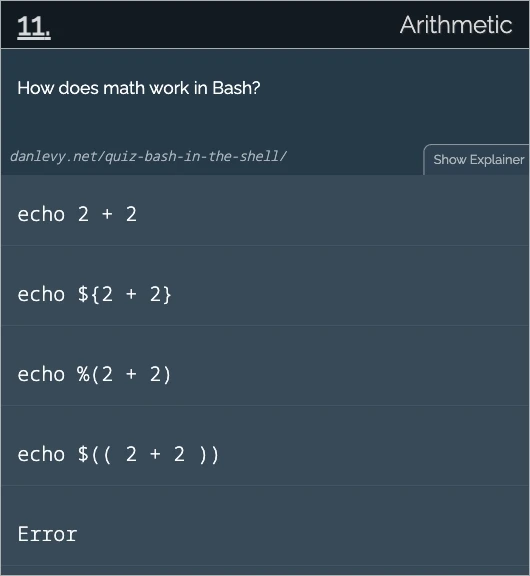 11.
Arithmetic
How does math work in Bash?
danlevy.net/quiz-bash-in-the-shell/
Show Explainer
echo 2 + 2
echo ${2 + 2}
echo %(2 + 2)
echo $(( 2 + 2 ))
Error